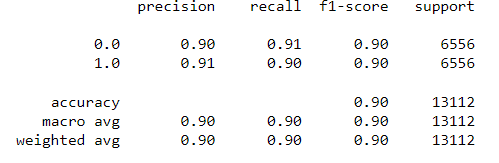 precision recall f1-score support
0.0 0.90 0.91 0.90 6556
1.0 0.91 0.90 0.90 6556
accuracy 0.90 13112
macro avg 0.90 0.90 0.90 13112
weighted avg 0.90 0.90 0.90 13112